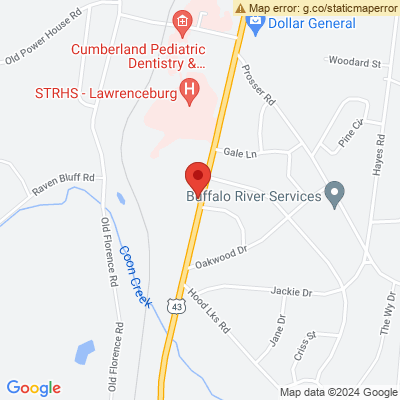 Map error: g.co/staticmaperror
Old Power House Rd
Dollar General
Cumberland Pediatric
Dentistry &...
Woodard St
Prosser Rd
STRHS - Lawrenceburg
H
Pine Cir
Hayes Rd
Gale Ln
Raven Bluff Rd
Buffalo River Services
Old Florence Rd
Coon Creek
Oakwood Dr
Jackie Dr
43
Hood Lks Rd
Jane Dr
Criss St
The Wy Dr
Old Florence Rd
Google
Map data ©2024 Google